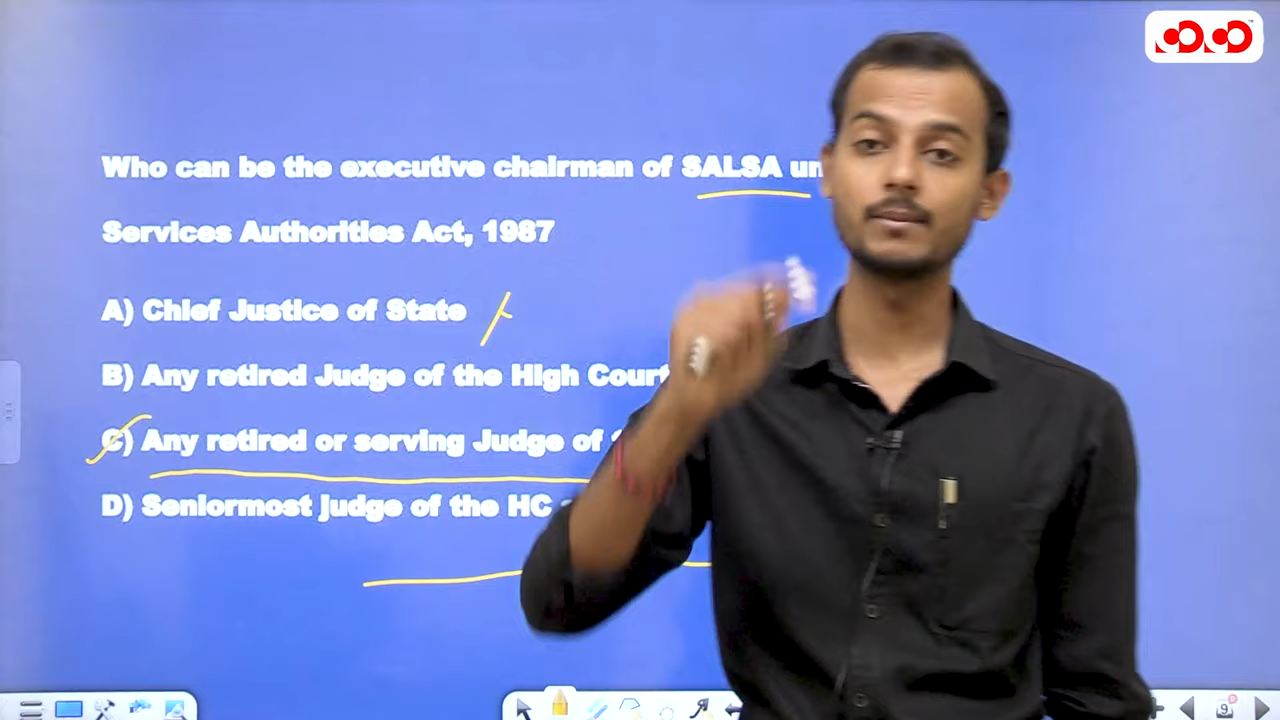 Who can be the executive chairman of SALSA un
Services Authorities Act, 1987
A) Chief Justice of State
B) Any retired Judge of the High Court
C) Any retired or serving Judge of
D) Seniormost judge of the HC
9